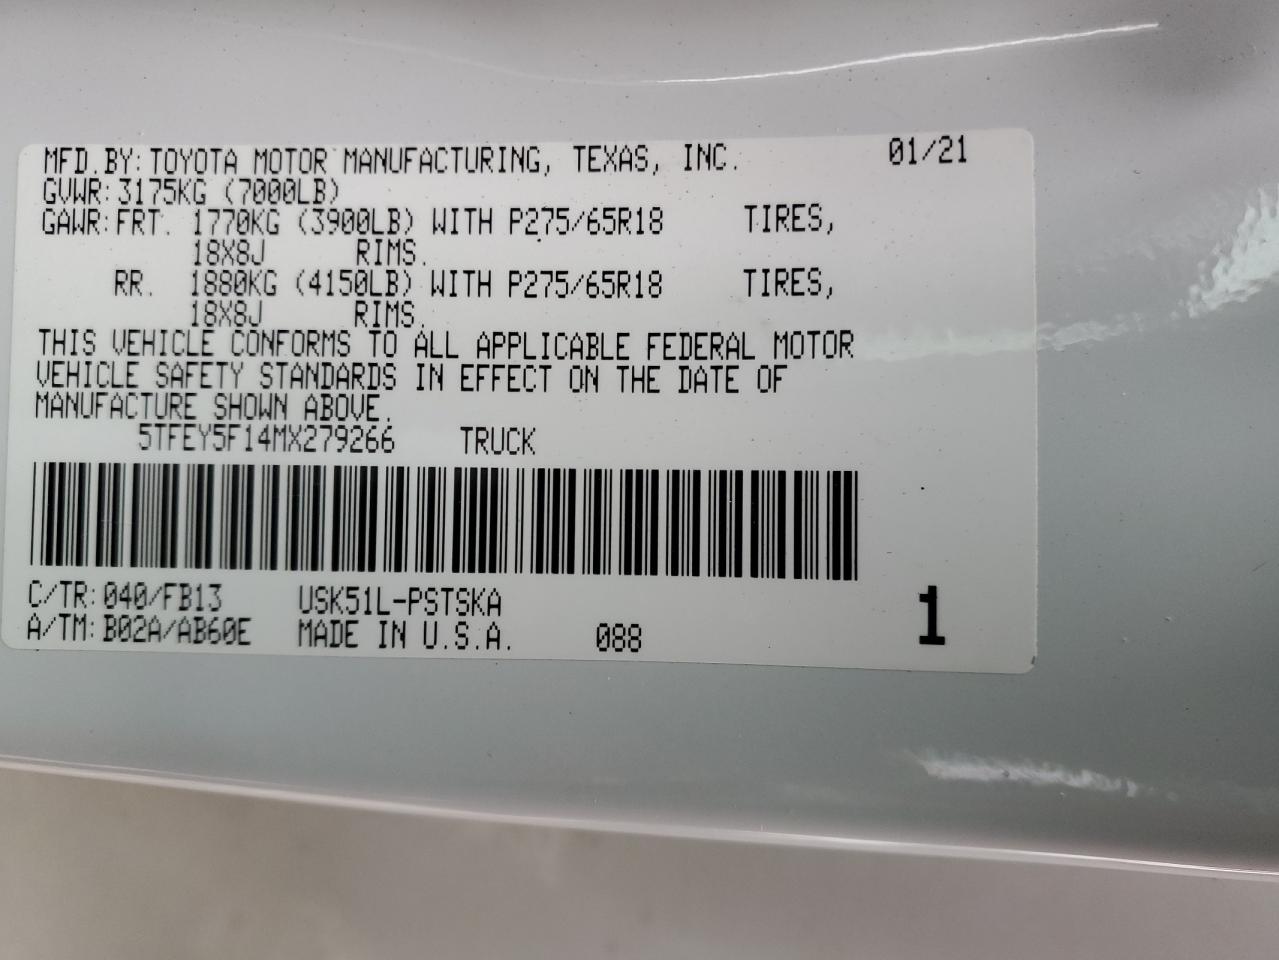 MFD.BY: TOYOTA MOTOR MANUFACTURING, TEXAS, INC. 01/21
GVWR: 3175KG (7000LB)
GAWR: FRT. 1770KG (3900LB) WITH P275/65R18 TIRES,
18X8J RIMS.
RR. 1880KG (4150LB) WITH P275/65R18 TIRES,
18X8J RIMS.
THIS VEHICLE CONFORMS TO ALL APPLICABLE FEDERAL MOTOR
VEHICLE SAFETY STANDARDS IN EFFECT ON THE DATE OF
MANUFACTURE SHOWN ABOVE.
5TFEY5F14MX279266 TRUCK
C/TR: 040/FB13 USK51L-PSTSKA
A/TM: B02A/AB60E MADE IN U.S.A. 088 1